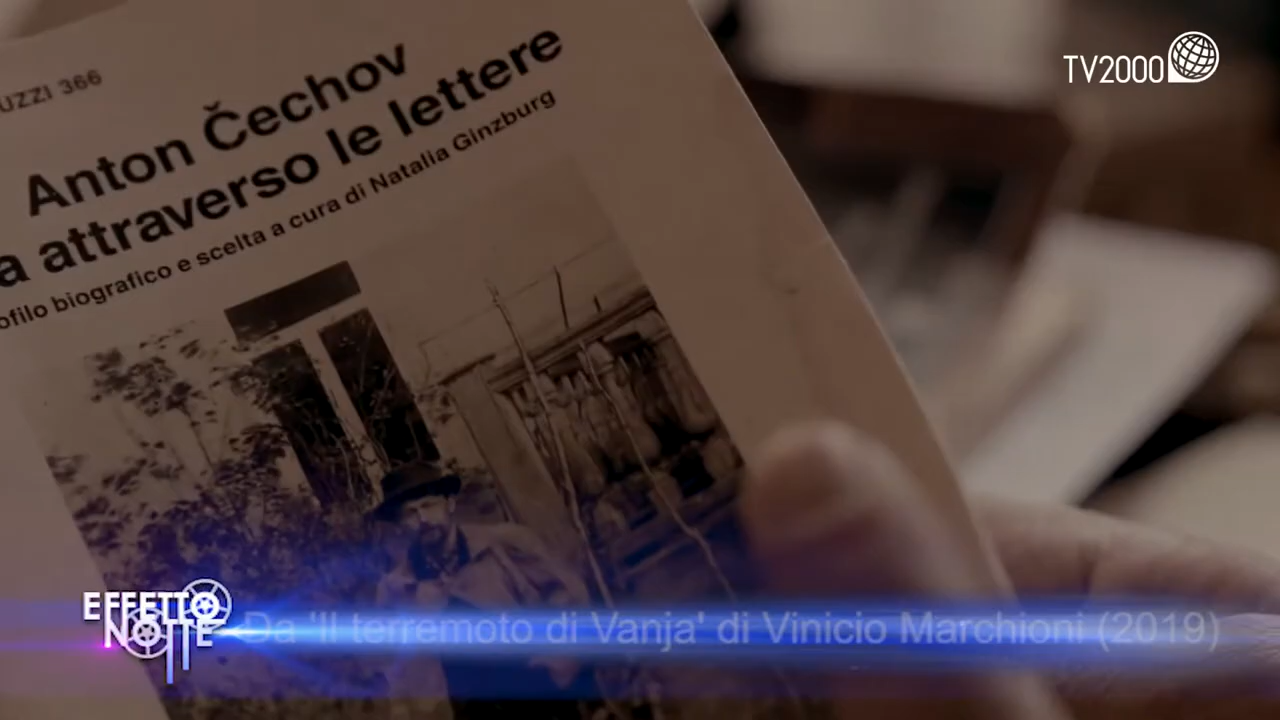 UZZI 366
Anton Čechov
a attraverso le lettere
ofilo biografico e scelta a cura di Natalia Ginzburg
TV2000
EFFETTO
NOTTE
Da 'Il terremoto di Vanja' di Vinicio Marchioni (2019)